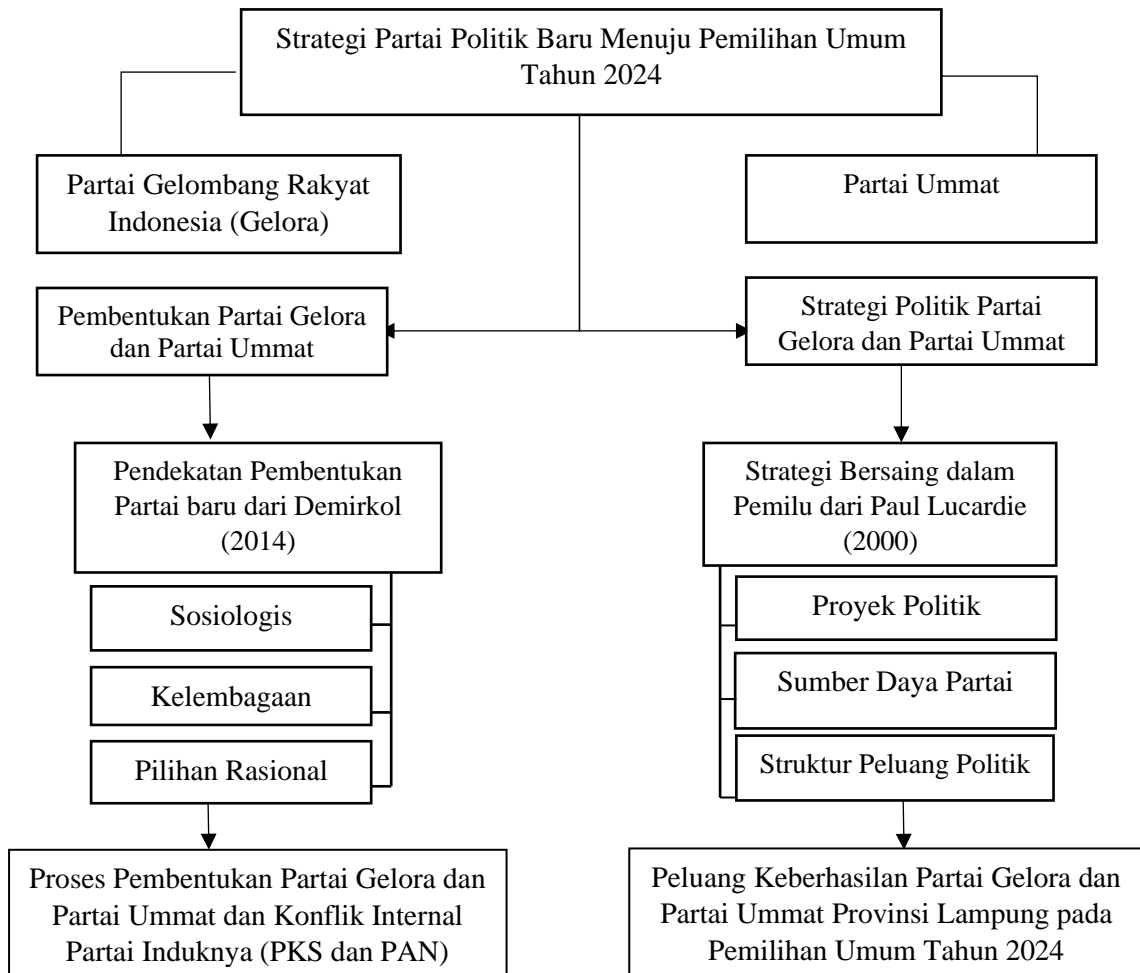 Strategi Partai Politik Baru Menuju Pemilihan Umum
Tahun 2024
Partai Gelombang Rakyat
Indonesia (Gelora)
Partai Ummat
Pembentukan Partai Gelora
dan Partai Ummat
Strategi Politik Partai
Gelora dan Partai Ummat
Pendekatan Pembentukan
Partai baru dari Demirkol
(2014)
Strategi Bersaing dalam
Pemilu dari Paul Lucardie
(2000)
Sosiologis
Proyek Politik
Kelembagaan
Sumber Daya Partai
Pilihan Rasional
Struktur Peluang Politik
Proses Pembentukan Partai Gelora dan
Partai Ummat dan Konflik Internal
Partai Induknya (PKS dan PAN)
Peluang Keberhasilan Partai Gelora dan
Partai Ummat Provinsi Lampung pada
Pemilihan Umum Tahun 2024